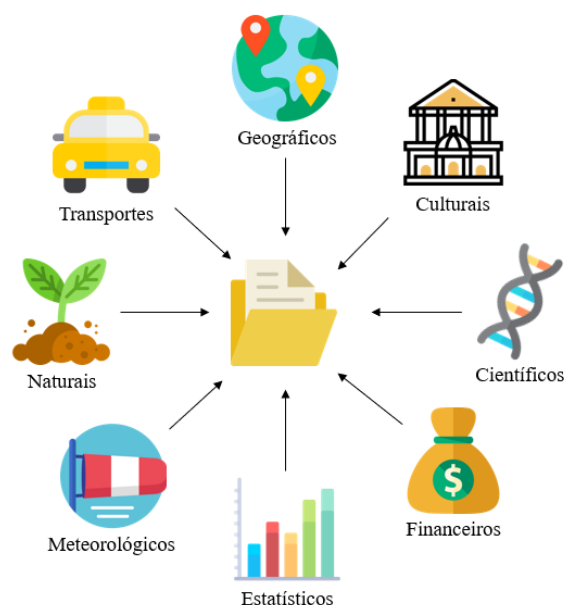 Geográficos
Transportes
Culturais
Naturais
Científicos
Meteorológicos
$
Financeiros
Estatísticos